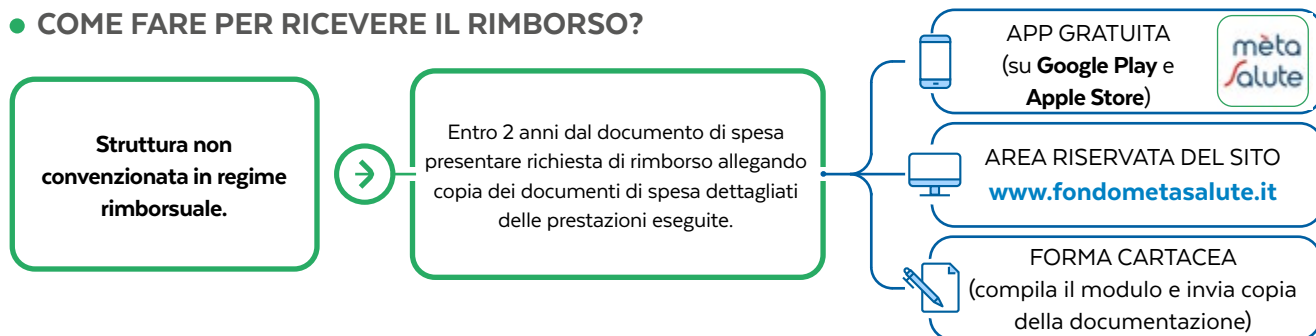 COME FARE PER RICEVERE IL RIMBORSO?
Struttura non
convenzionata in regime
rimborsuale.
Entro 2 anni dal documento di spesa
presentare richiesta di rimborso allegando
copia dei documenti di spesa dettagliati
delle prestazioni eseguite.
APP GRATUITA
(su Google Play e
Apple Store)
mèta
Salute
AREA RISERVATA DEL SITO
www.fondometasalute.it
FORMA CARTACEA
(compila il modulo e invia copia
della documentazione)